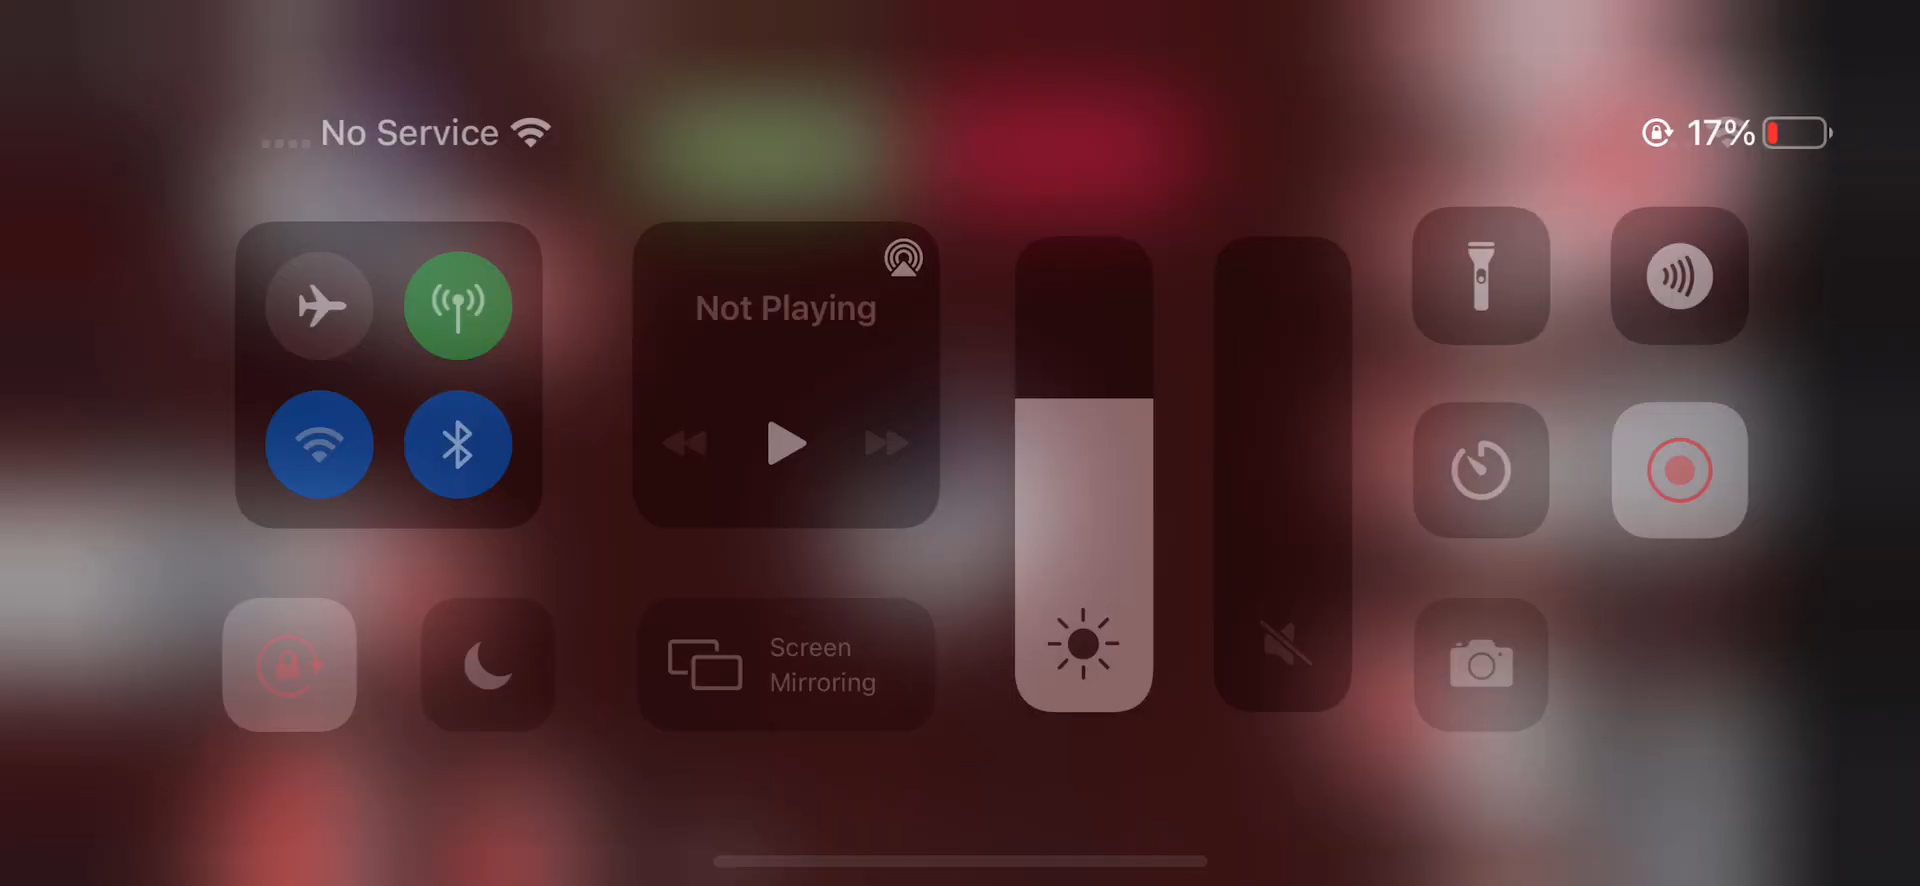 No Service
17%
Not Playing
Screen
Mirroring